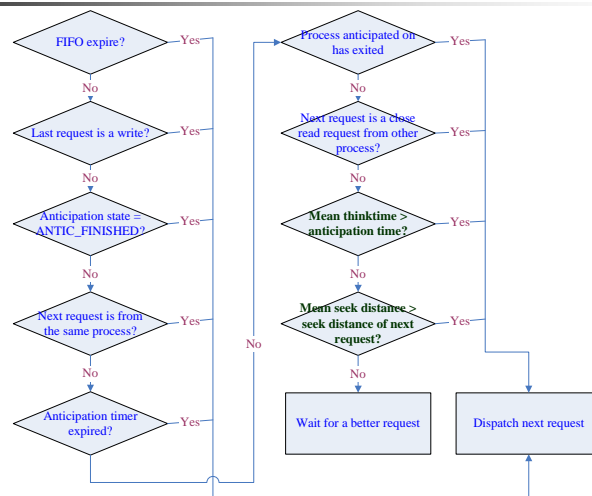 FIFO expire?
Yes
No
Last request is a write?
Yes
No
Anticipation state =
ANTIC_FINISHED?
Yes
No
Next request is from
the same process?
Yes
No
Anticipation timer
expired?
Yes
No
Process anticipated on
has exited
Yes
No
Next request is a close
read request from other
process?
Yes
No
Mean thinktime >
anticipation time?
Yes
No
Mean seek distance >
seek distance of next
request?
Yes
No
Wait for a better request
Dispatch next request